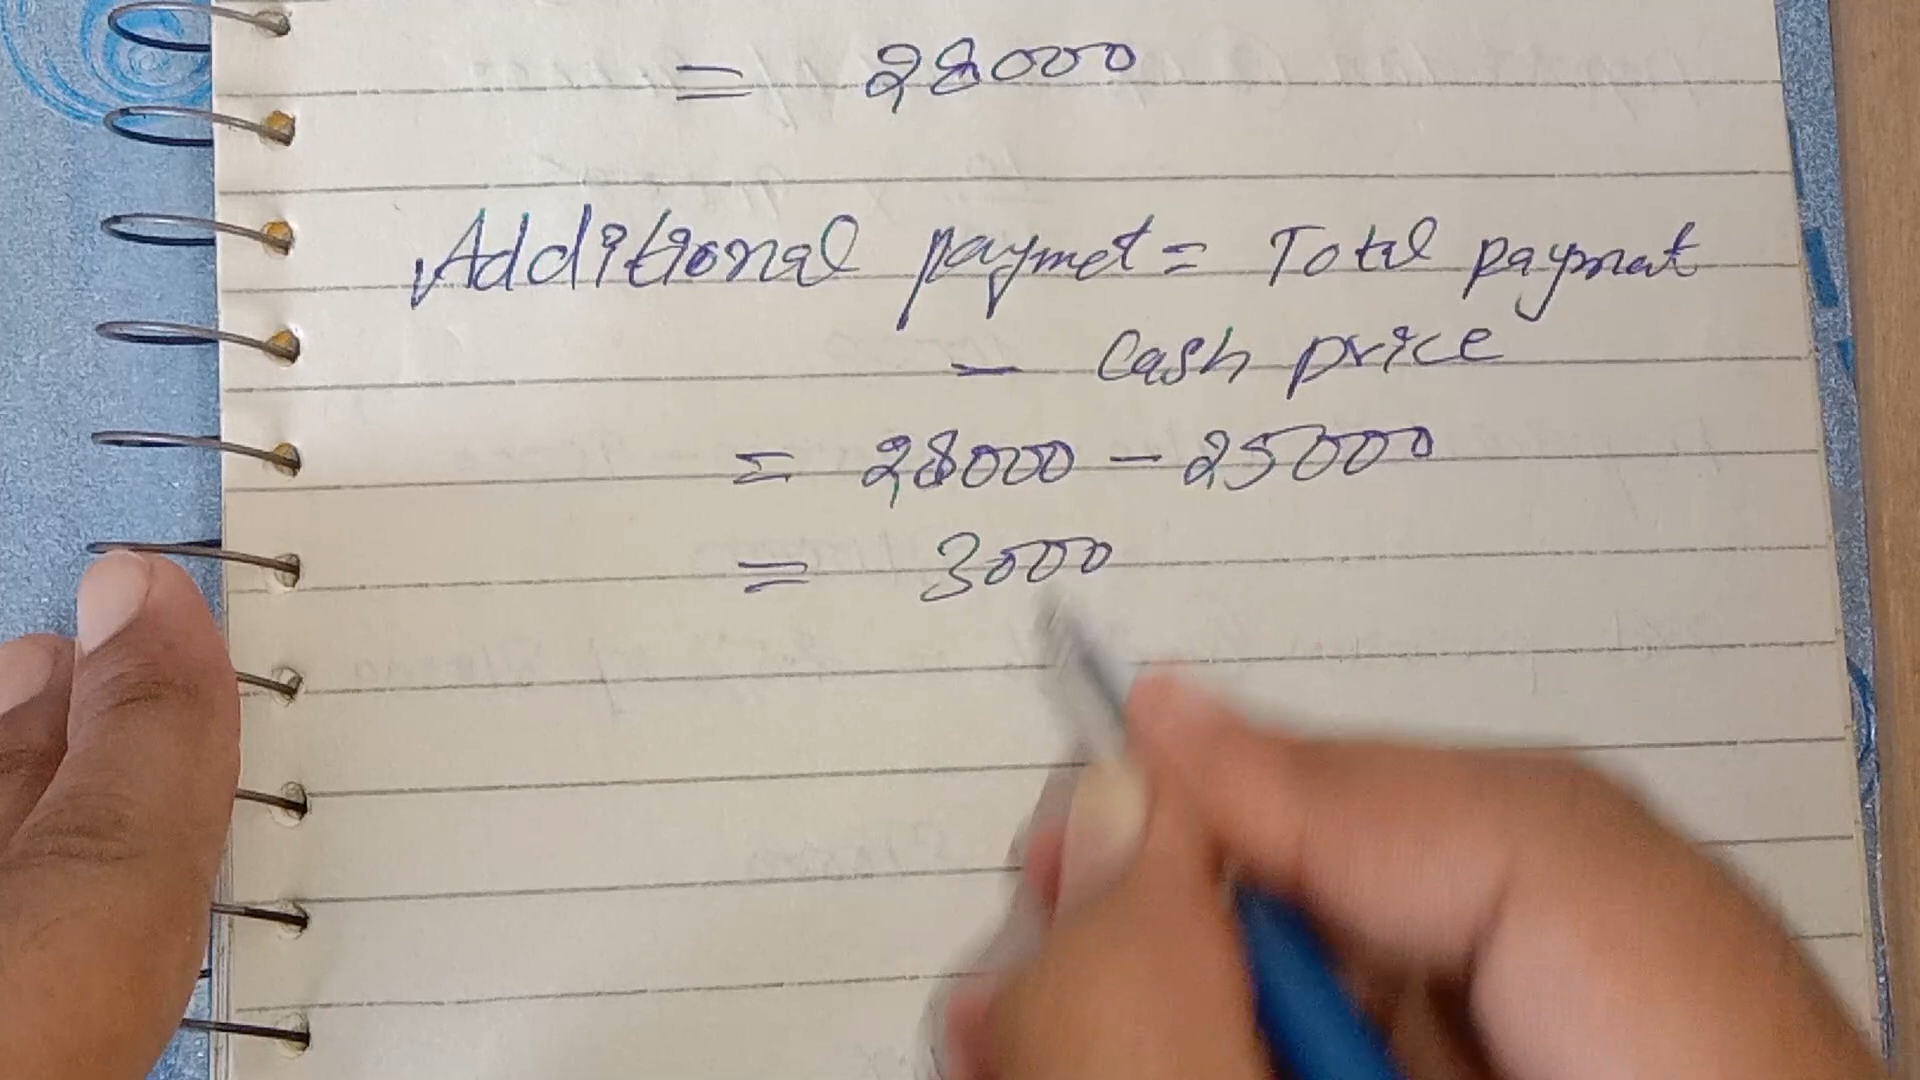 = 28000
Additional paymet = Total paymat
- Cash price
= 28000 - 25000
= 3000